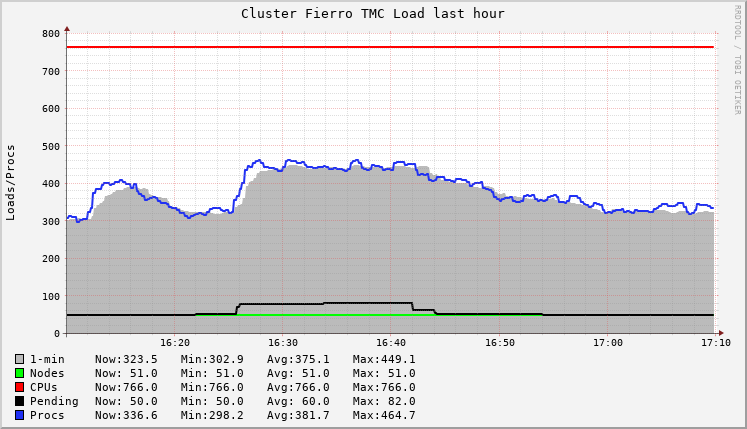 Cluster Fierro TMC Load last hour
RRDTOOL / TOBI OETIKER
Loads/Procs
800
700
600
500
400
300
200
100
0
16:20 16:30 16:40 16:50 17:00 17:10
1-min Now:323.5 Min:302.9 Avg:375.1 Max:449.1
Nodes Now: 51.0 Min: 51.0 Avg: 51.0 Max: 51.0
CPUs Now:766.0 Min:766.0 Avg:766.0 Max:766.0
Pending Now: 50.0 Min: 50.0 Avg: 60.0 Max: 82.0
Procs Now:336.6 Min:298.2 Avg:381.7 Max:464.7